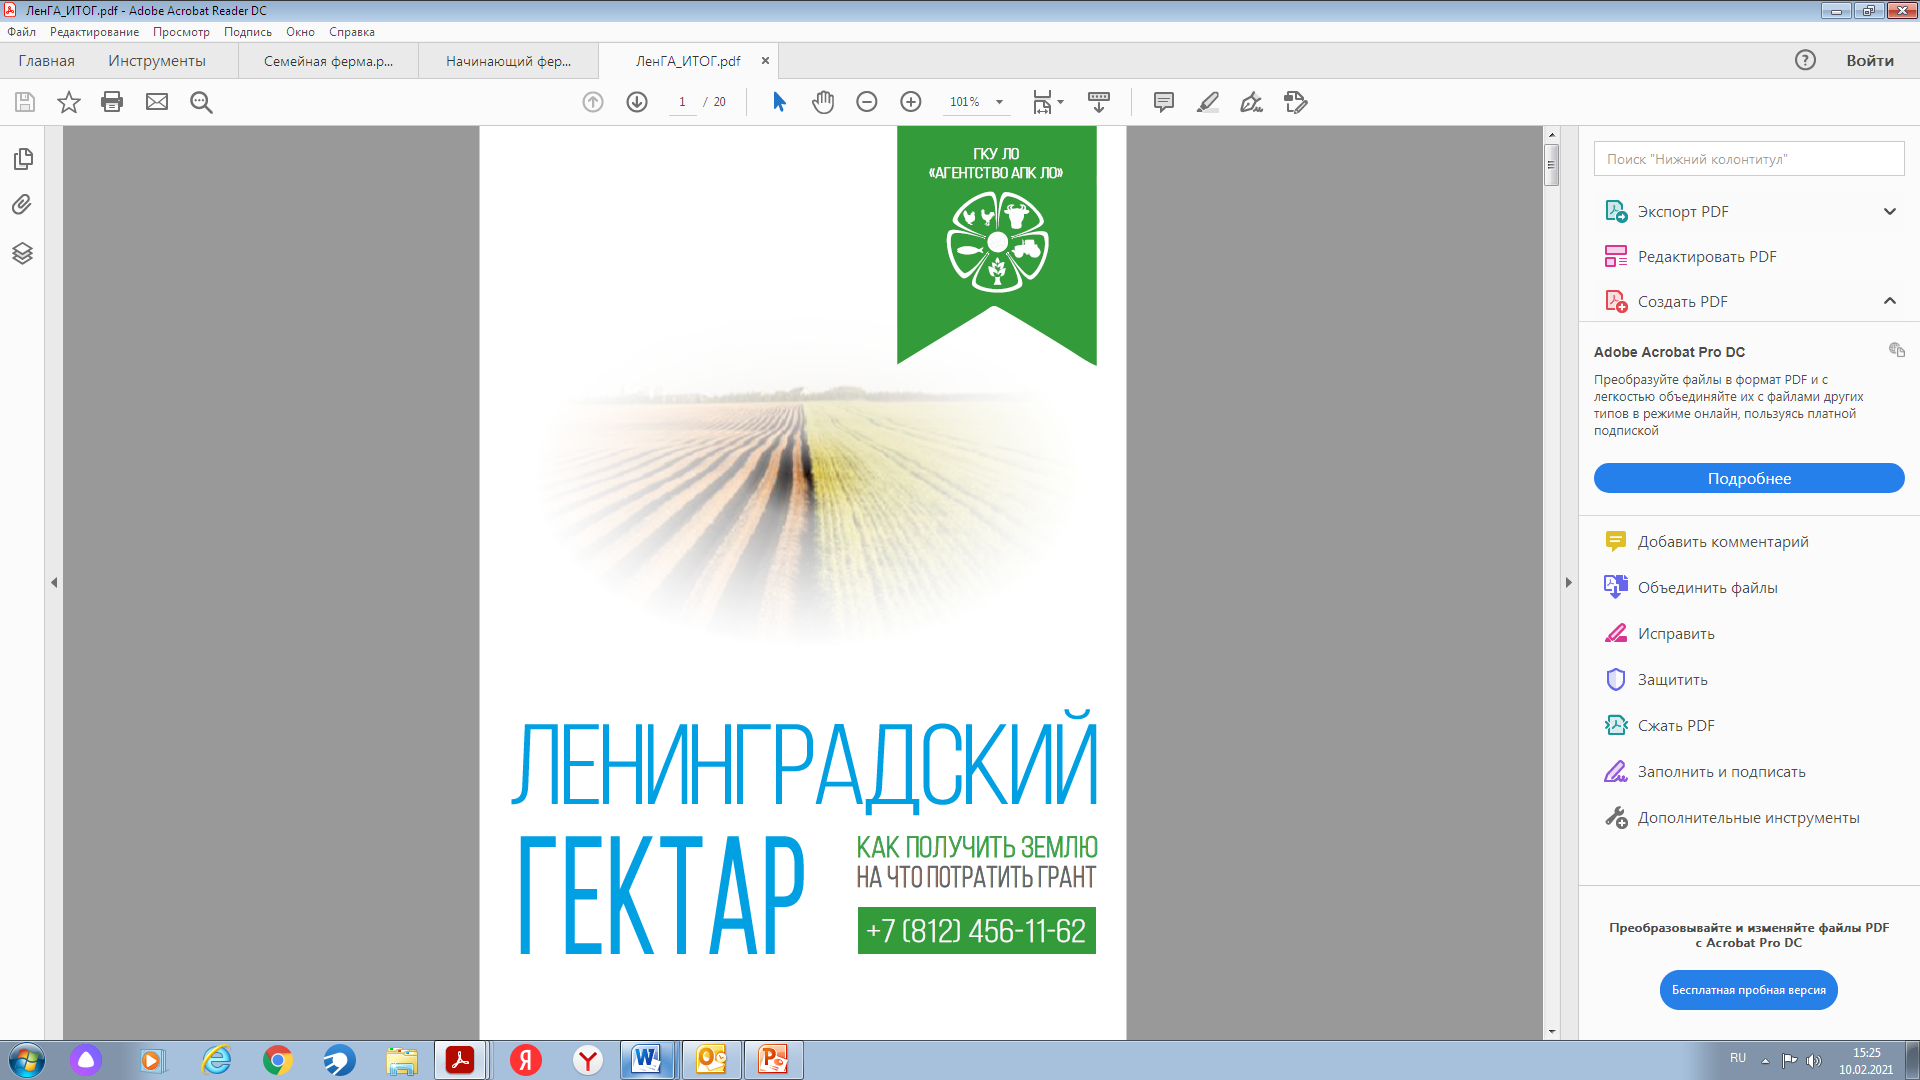 ЛенГА_ИТОГ.pdf - Adobe Acrobat Reader DC
Файл Редактирование Просмотр Подпись Окно Справка
Главная Инструменты Семейная ферма.p... Начинающий фер... ЛенГА_ИТОГ.pdf Войти
1 / 20 101%
ГКУ ЛО
«АГЕНТСТВО АПК ЛО»
ЛЕНИНГРАДСКИЙ
ГЕКТАР
КАК ПОЛУЧИТЬ ЗЕМЛЮ
НА ЧТО ПОТРАТИТЬ ГРАНТ
+7 (812) 456-11-62
Поиск "Нижний колонтитул"
Экспорт PDF
Редактировать PDF
Создать PDF
Adobe Acrobat Pro DC
Преобразуйте файлы в формат PDF и с
легкостью объединяйте их с файлами других
типов в режиме онлайн, пользуясь платной
подпиской
Подробнее
Добавить комментарий
Объединить файлы
Исправить
Защитить
Сжать PDF
Заполнить и подписать
Дополнительные инструменты
Преобразовывайте и изменяйте файлы PDF
с Acrobat Pro DC
Бесплатная пробная версия
RU 15:25
10.02.2021